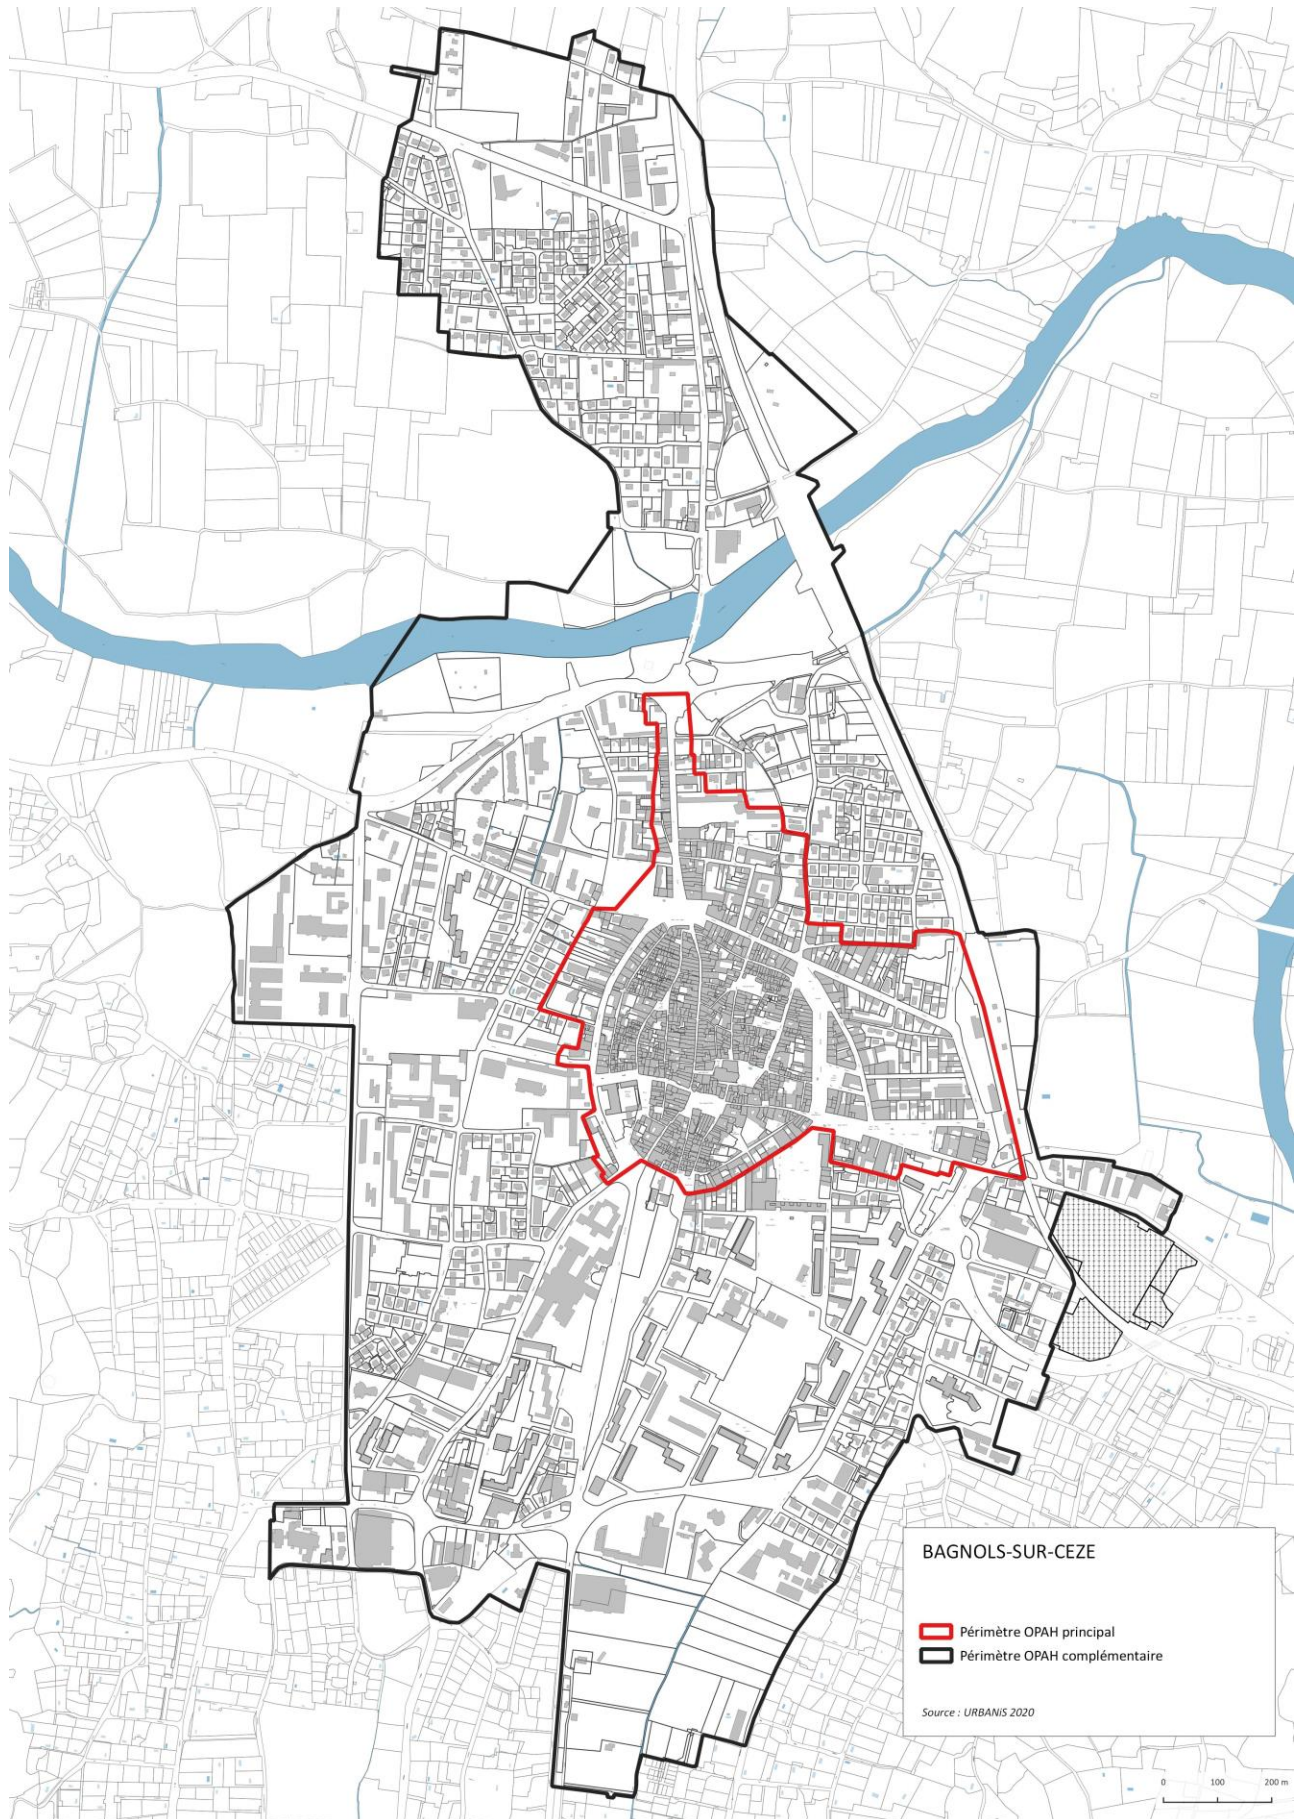 BAGNOLS-SUR-CEZE
Périmètre OPAH principal
Périmètre OPAH complémentaire
Source : URBANiS 2020
0 100 200 m